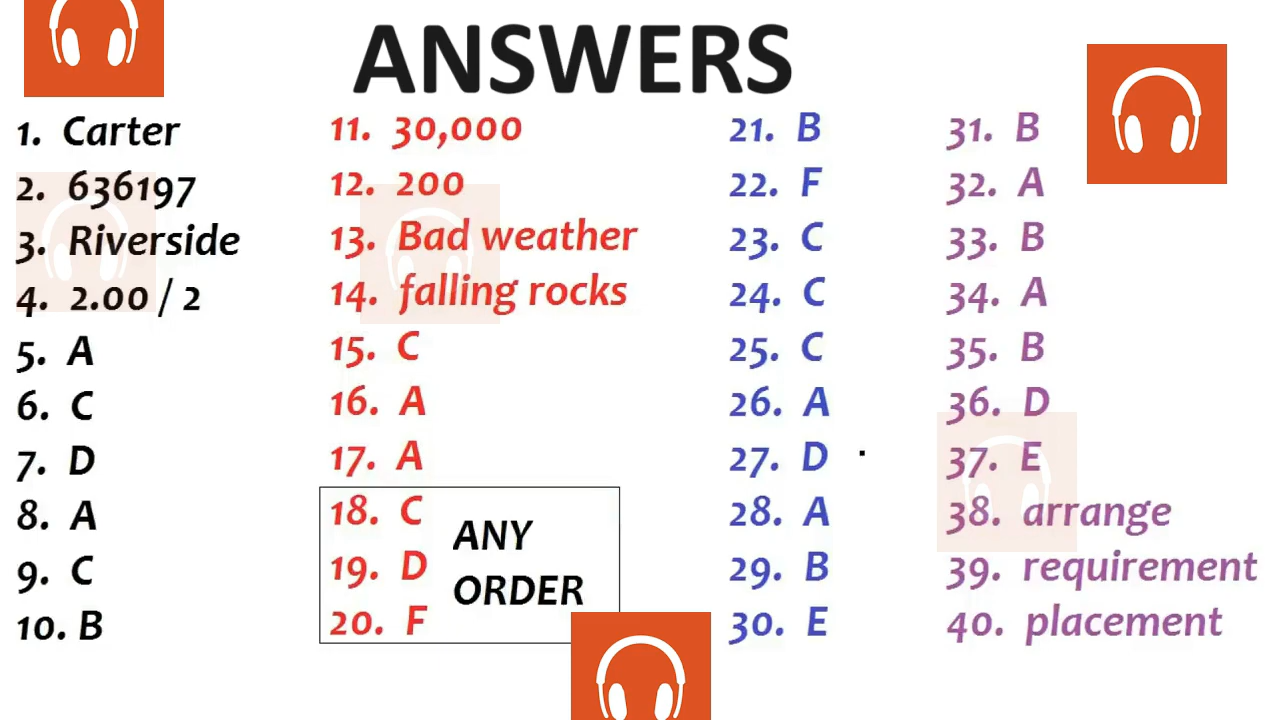 ANSWERS
1. Carter
2. 636197
3. Riverside
4. 2.00 / 2
5. A
6. C
7. D
8. A
9. C
10. B
11. 30,000
12. 200
13. Bad weather
14. falling rocks
15. C
16. A
17. A
18. C
19. D
20. F
ANY
ORDER
21. B
22. F
23. C
24. C
25. C
26. A
27. D
28. A
29. B
30. E
31. B
32. A
33. B
34. A
35. B
36. D
37. E
38. arrange
39. requirement
40. placement